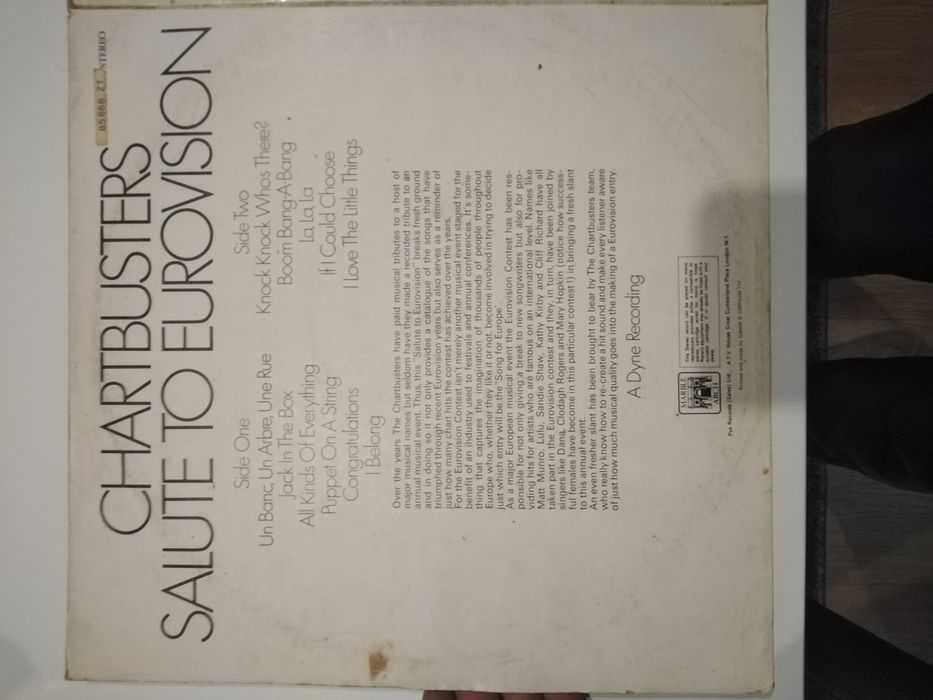 85668 ZT STEREO
CHARTBUSTERS
SALUTE TO EUROVISION
Side One
Un Banc, Un Arbre, Une Rue
Jack In The Box
All Kinds Of Everything
Puppet On A String
Congratulations
I Belong
Side Two
Knock Knock Who's There?
Boom Bang-A-Bang
La, La, La
If I Could Choose
I Love The Little Things
Over the years The Chartbusters have paid musical tributes to a host of
major musical names but seldom have they made a recorded tribute to an
annual musical event. Thus, this "Salute to Eurovision" breaks fresh ground
and in doing so it not only provides a catalogue of the songs that have
triumphed through recent Eurovision years but also serves as a reminder of
just how many chart hits the contest has achieved over the years.
For the Eurovision Contest isn't merely another musical event staged for the
benefit of an industry used to festivals and annual conferences. It's some-
thing that captures the imagination of thousands of people throughout
Europe who, whether they like it or not, become involved in trying to decide
just which entry will be the "Song for Europe".
As a major European musical event the Eurovision Contest has been res-
ponsible for not only giving a break to new songwriters but also for pro-
viding hits for artists who are famous on an international level. Names like
Matt Munro, Lulu, Sandie Shaw, Kathy Kirby and Cliff Richard have all
taken part in the Eurovision contest and they, in turn, have been joined by
singers like Dana, Clodagh Rogers and Mary Hopkin (notice how success-
ful females have become in this particular contest!) in bringing a fresh slant
to this annual event.
An even fresher slant has been brought to bear by The Chartbusters team,
who really know how to re-create a hit sound and make every listener aware
of just how much musical quality goes into the making of a Eurovision entry.
A Dyne Recording
MARBLE
ARCH
Pye Records (Sales) Ltd., A.T.V. House Great Cumberland Place London W.1